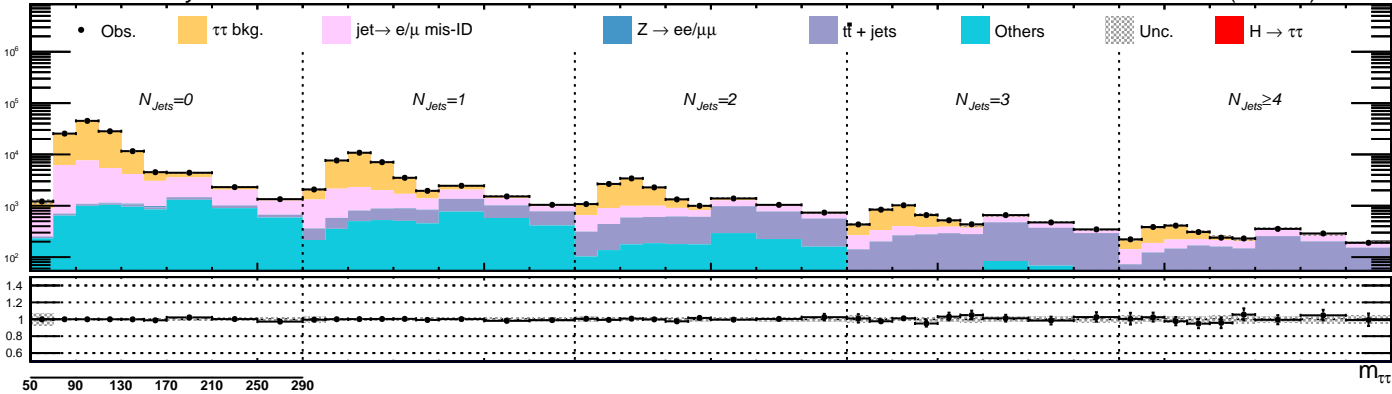 Obs.
ττ bkg.
jet→ e/μ mis-ID
Z → ee/μμ
tt̄ + jets
Others
Unc.
H → ττ
10⁶
10⁵
10⁴
10³
10²
N_Jets=0
N_Jets=1
N_Jets=2
N_Jets=3
N_Jets≥4
1.4
1.2
1
0.8
0.6
50 90 130 170 210 250 290
m_ττ